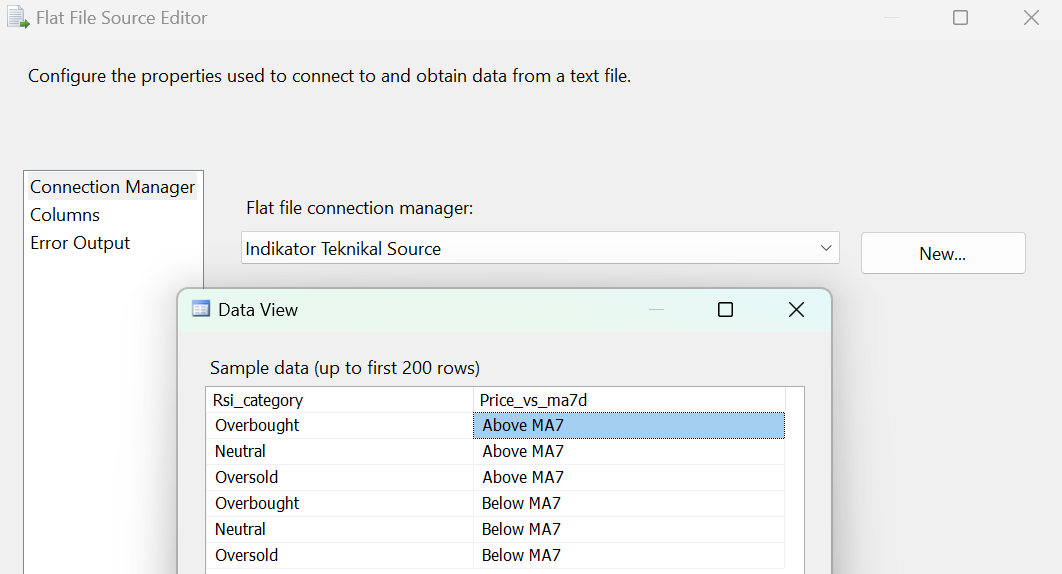 Flat File Source Editor
Configure the properties used to connect to and obtain data from a text file.
Connection Manager
Columns
Error Output
Flat file connection manager:
Indikator Teknikal Source
New...
Data View
Sample data (up to first 200 rows)
Rsi_category Price_vs_ma7d
Overbought Above MA7
Neutral Above MA7
Oversold Above MA7
Overbought Below MA7
Neutral Below MA7
Oversold Below MA7